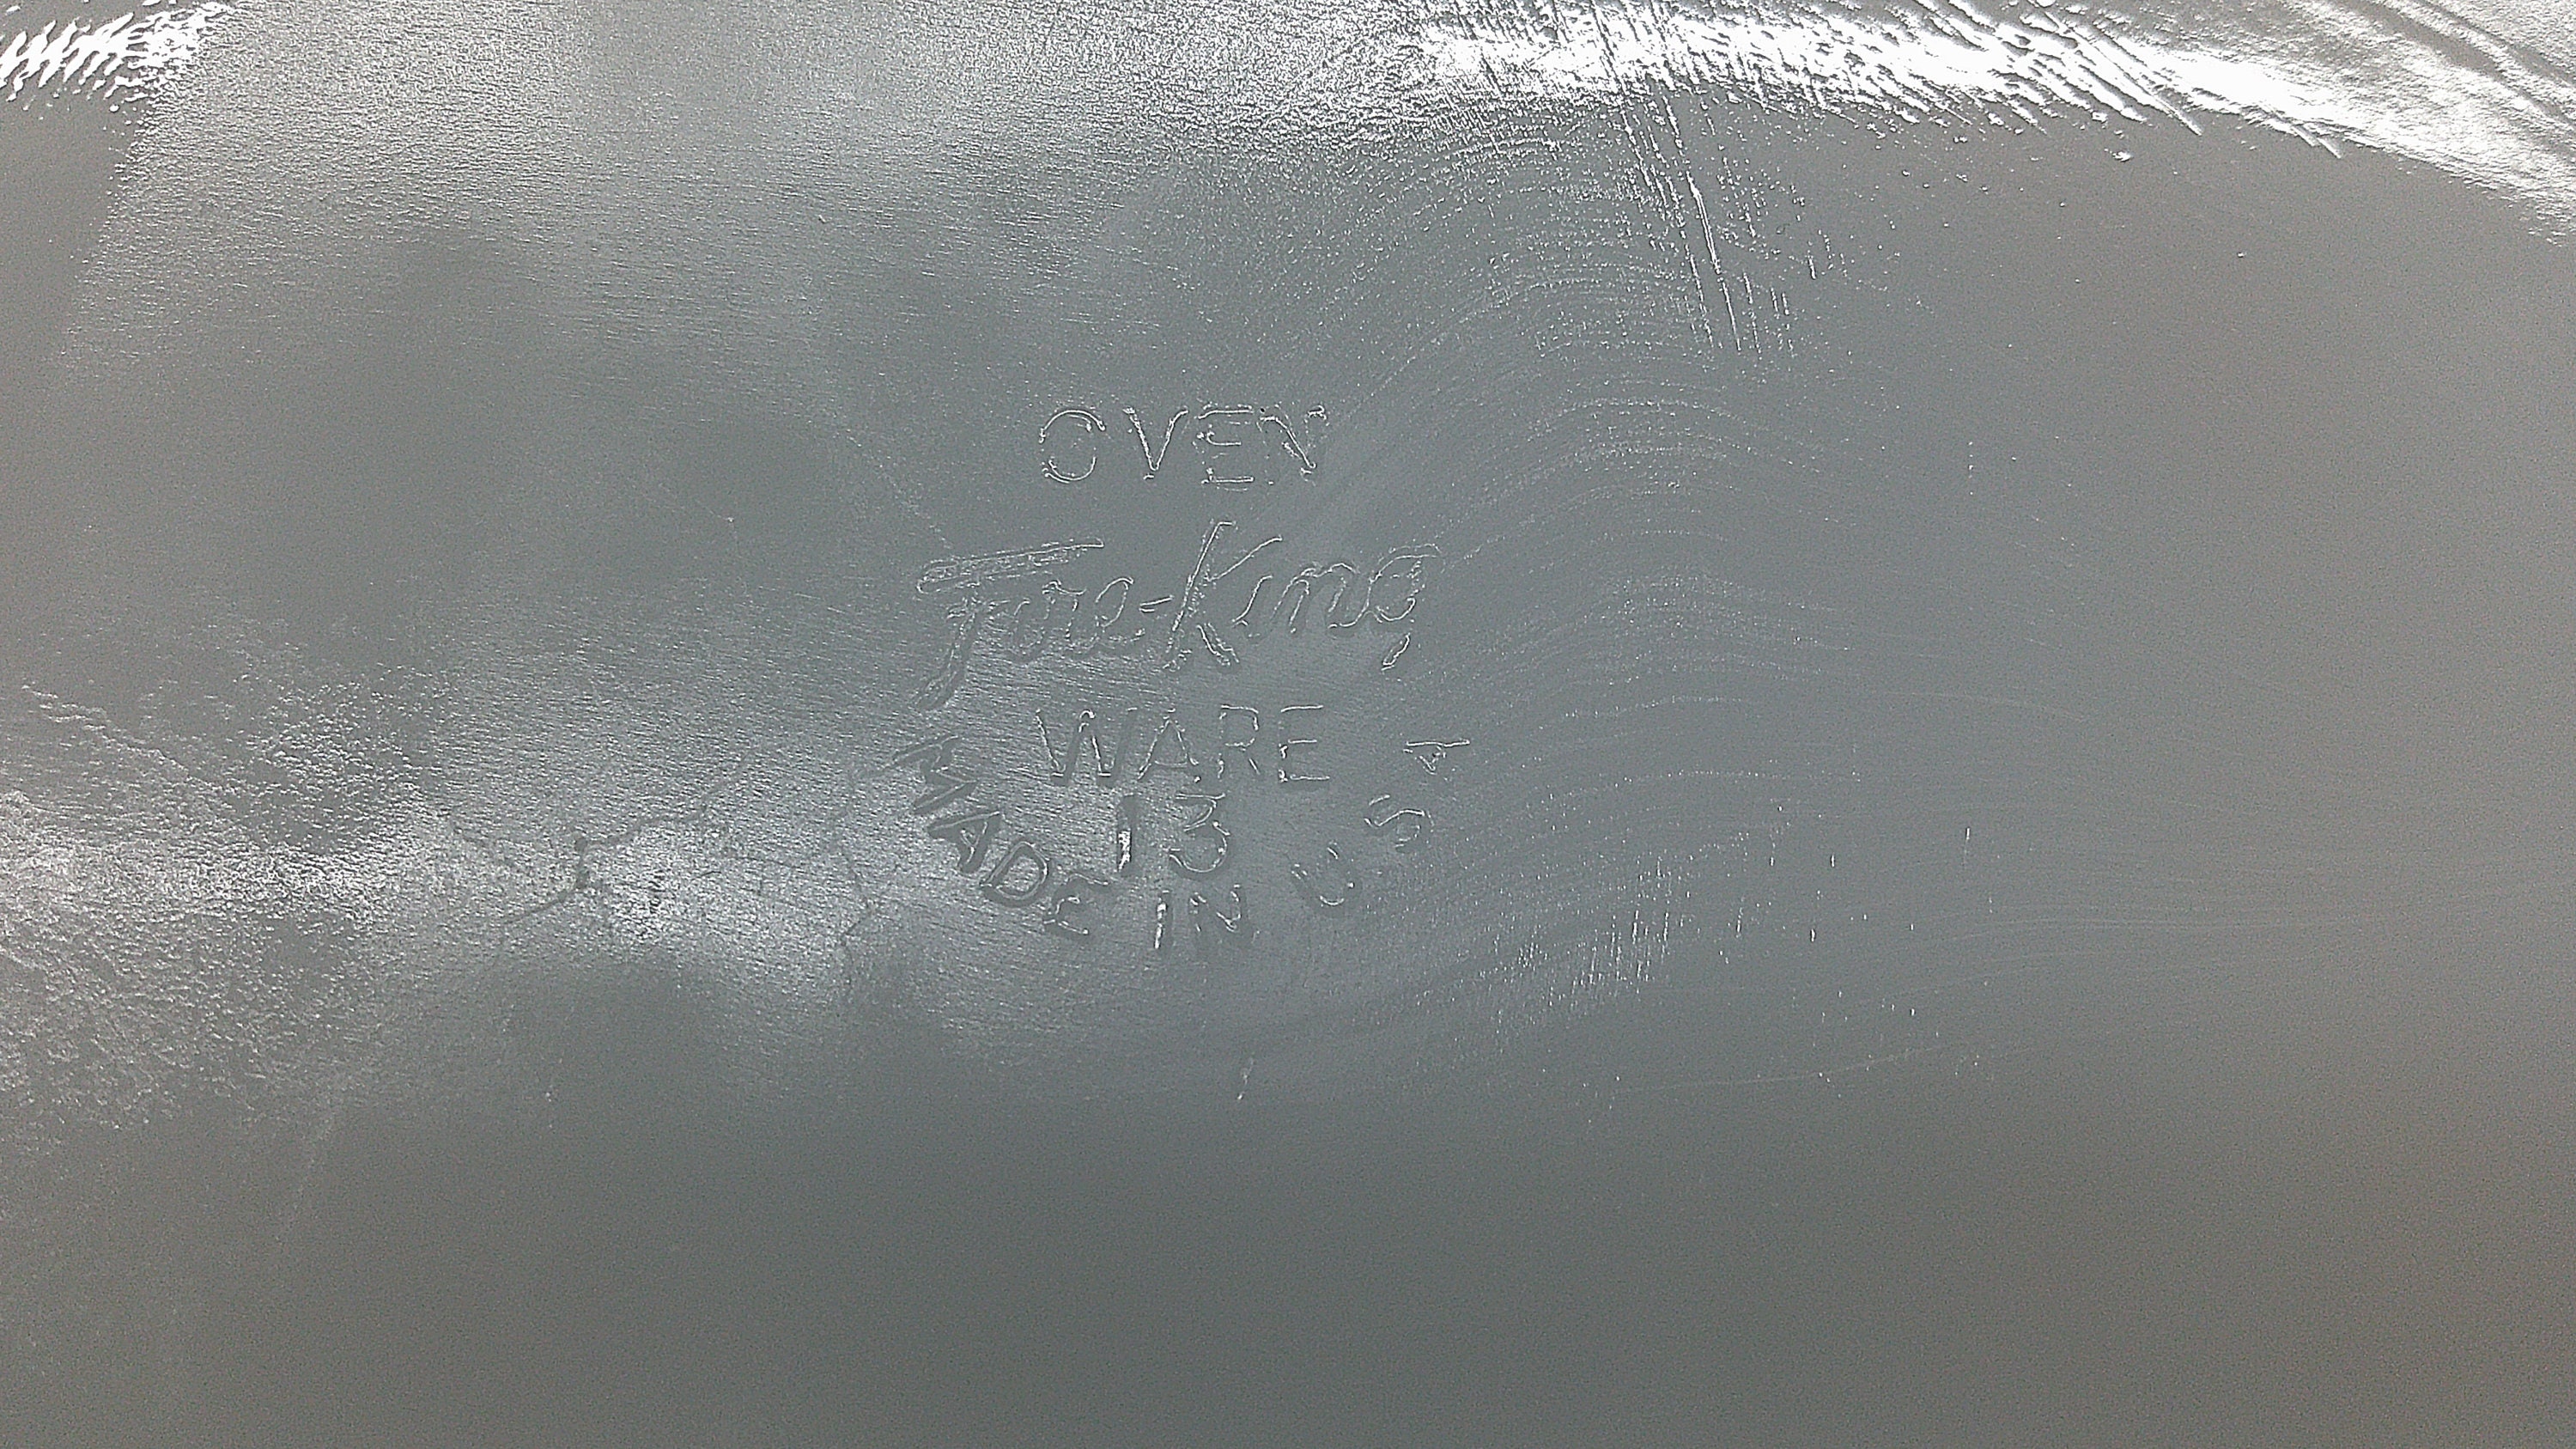 OVEN
Fire-King
WARE
13
MADE IN U S A